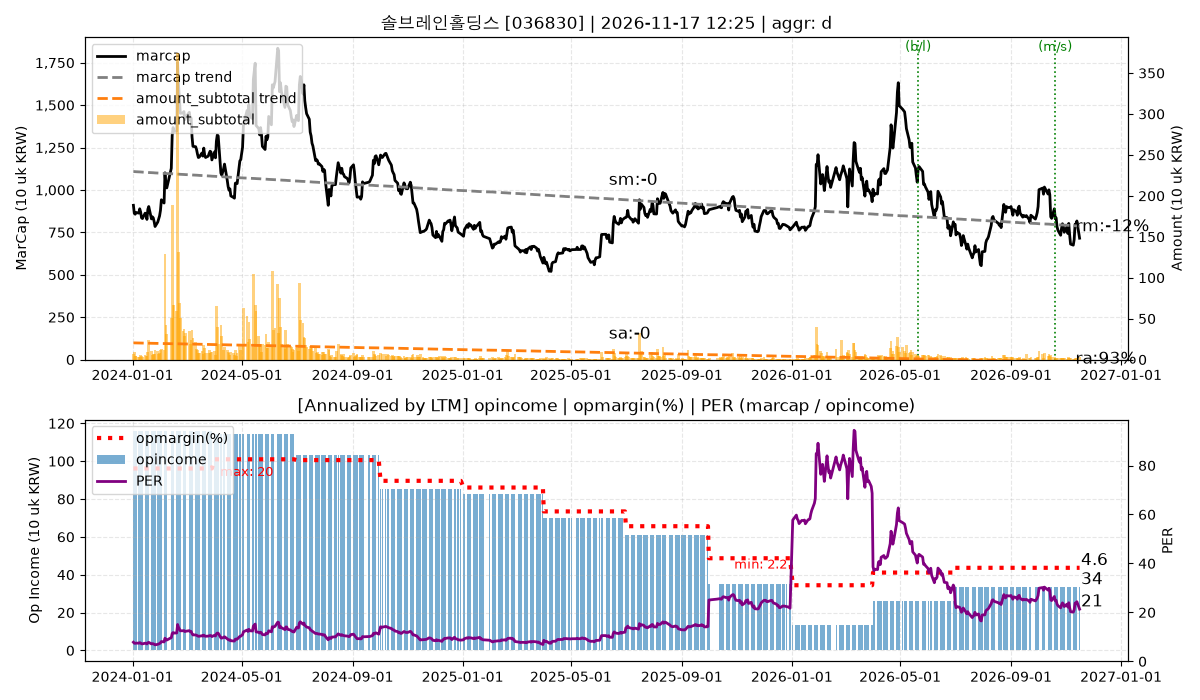 솔브레인홀딩스 [036830] | 2026-11-17 12:25 | aggr: d
(b/l)
(m/s)
marcap
marcap trend
amount_subtotal trend
amount_subtotal
MarCap (10 uk KRW)
1,750
1,500
1,250
1,000
750
500
250
0
350
300
250
200
150
100
50
0
Amount (10 uk KRW)
sm:-0
rm:-12%
sa:-0
ra:93%
2024-01-01
2024-05-01
2024-09-01
2025-01-01
2025-05-01
2025-09-01
2026-01-01
2026-05-01
2026-09-01
2027-01-01
[Annualized by LTM] opincome | opmargin(%) | PER (marcap / opincome)
opmargin(%)
opincome
PER
max: 20
min: 2.2
Op Income (10 uk KRW)
120
100
80
60
40
20
0
80
60
40
20
0
PER
4.6
34
21
2024-01-01
2024-05-01
2024-09-01
2025-01-01
2025-05-01
2025-09-01
2026-01-01
2026-05-01
2026-09-01
2027-01-01